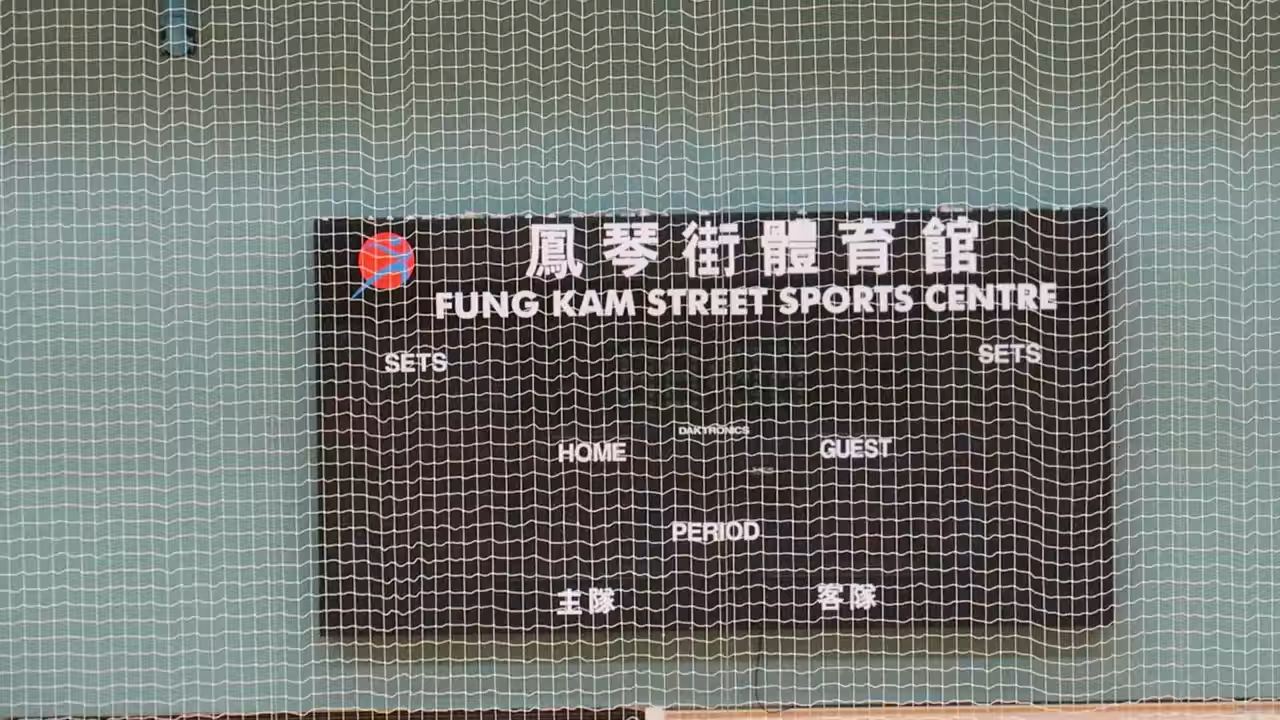 鳳琴街體育館
FUNG KAM STREET SPORTS CENTRE
SETS
SETS
DAKTRONICS
HOME
GUEST
PERIOD
主隊
客隊